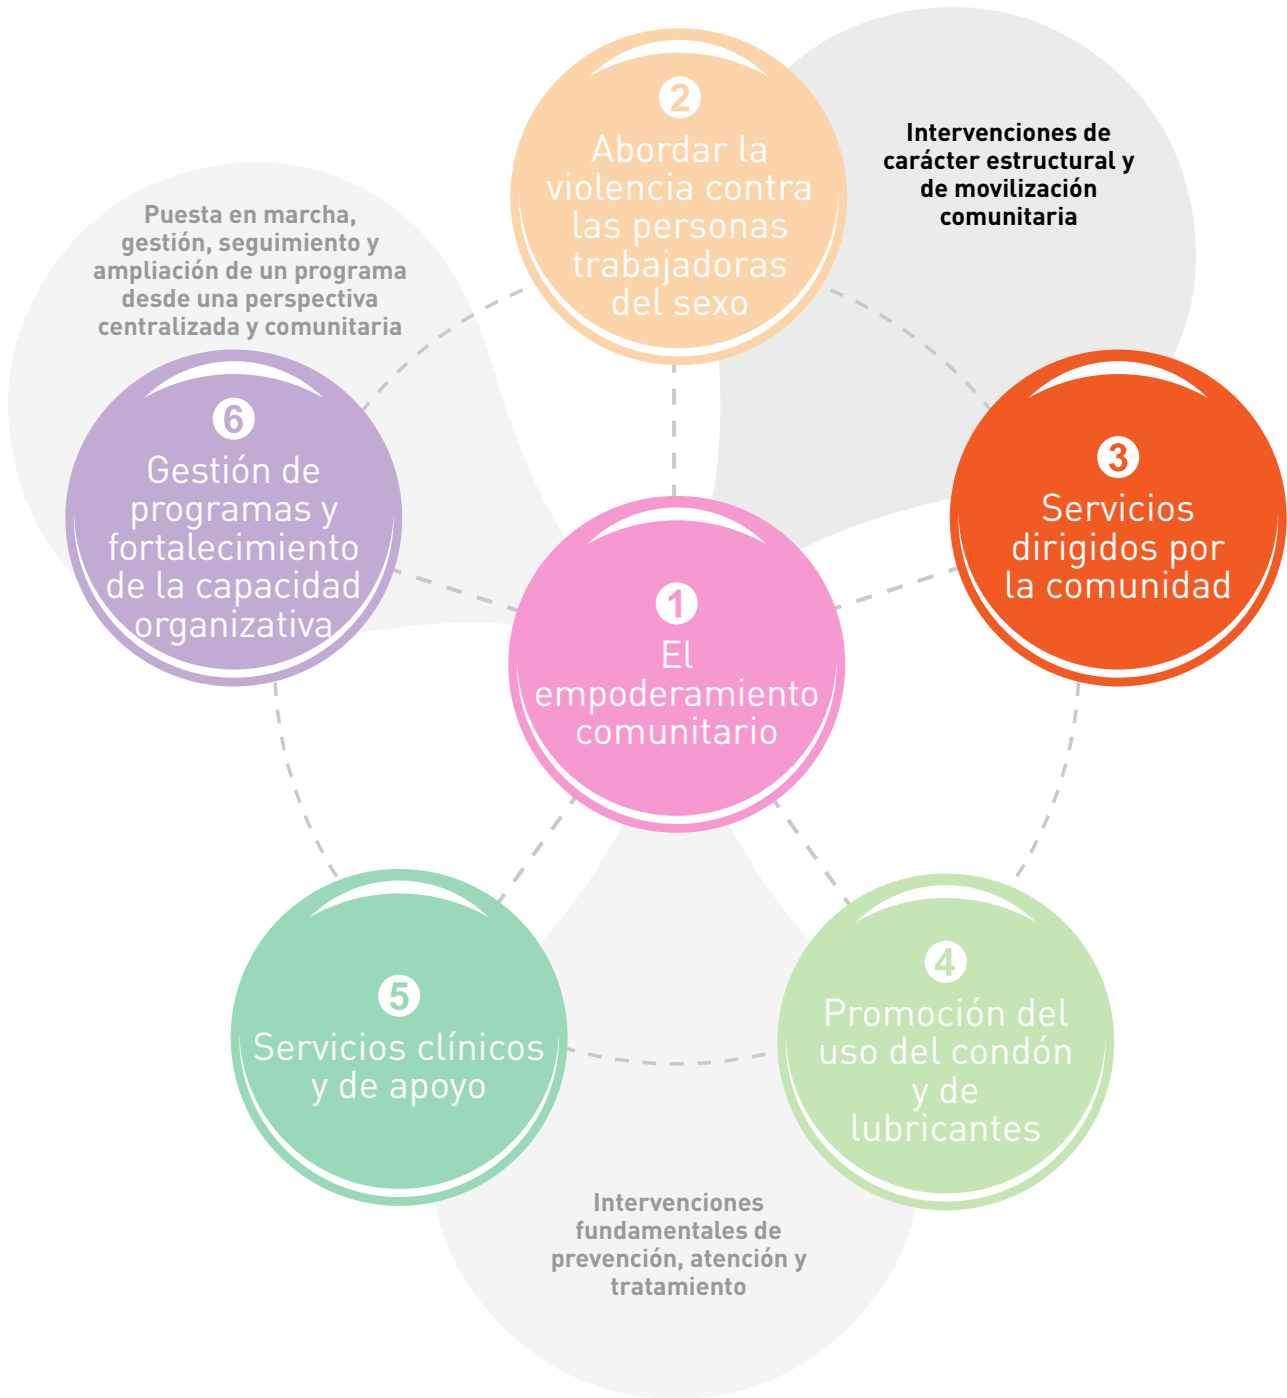 2
Abordar la
violencia contra
las personas
trabajadoras
del sexo
Intervenciones de
carácter estructural y
de movilización
comunitaria
Puesta en marcha,
gestión, seguimiento y
ampliación de un programa
desde una perspectiva
centralizada y comunitaria
6
Gestión de
programas y
fortalecimiento
de la capacidad
organizativa
3
Servicios
dirigidos por
la comunidad
1
El
empoderamiento
comunitario
5
Servicios clínicos
y de apoyo
4
Promoción del
uso del condón
y de
lubricantes
Intervenciones
fundamentales de
prevención, atención y
tratamiento